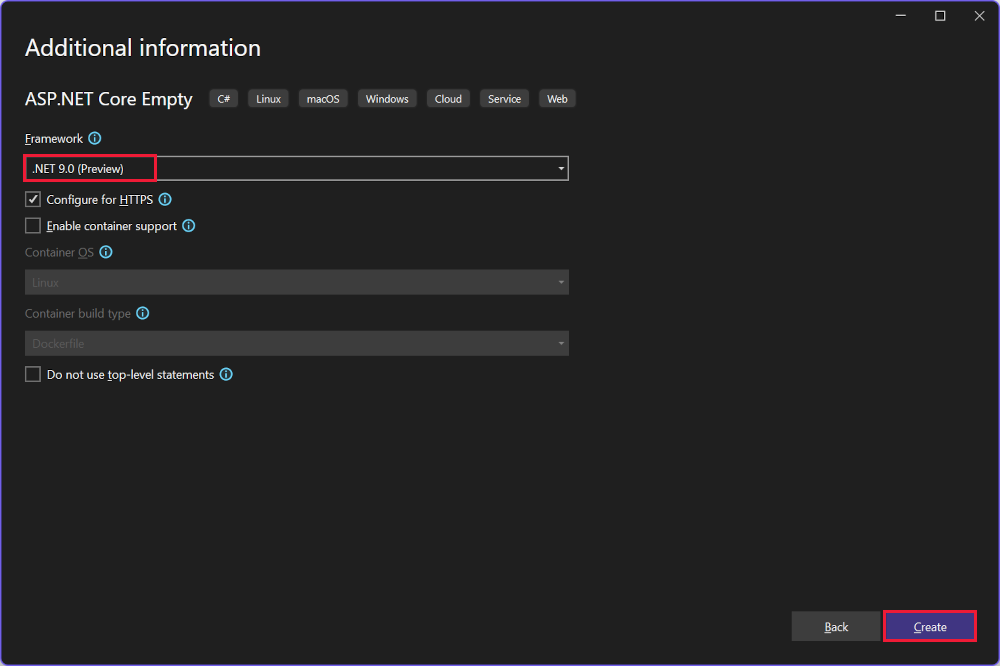 Additional information
ASP.NET Core Empty C# Linux macOS Windows Cloud Service Web
Framework
.NET 9.0 (Preview)
Configure for HTTPS
Enable container support
Container OS
Linux
Container build type
Dockerfile
Do not use top-level statements
Back Create